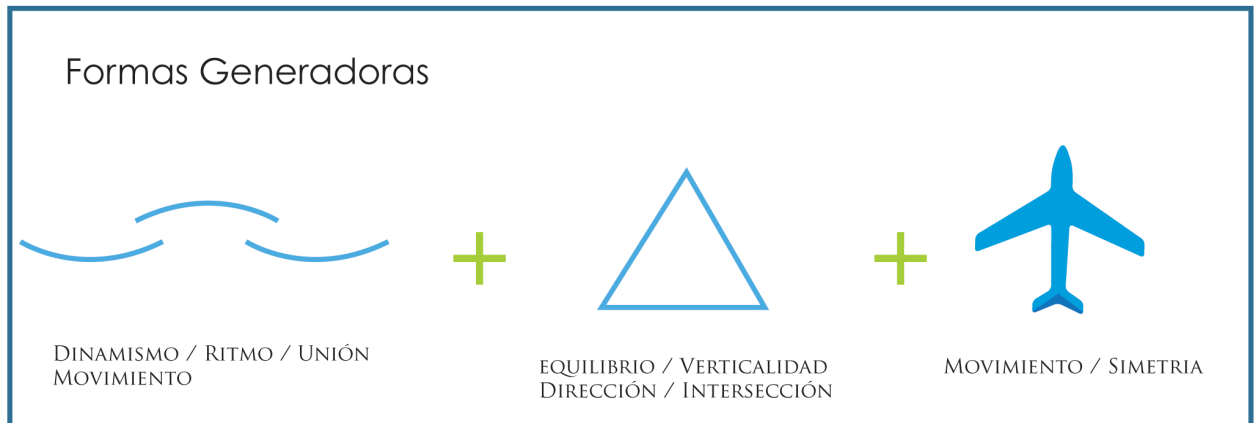 Formas Generadoras
Dinamismo / Ritmo / Unión
Movimiento
equilibrio / Verticalidad
Dirección / Intersección
Movimiento / Simetria